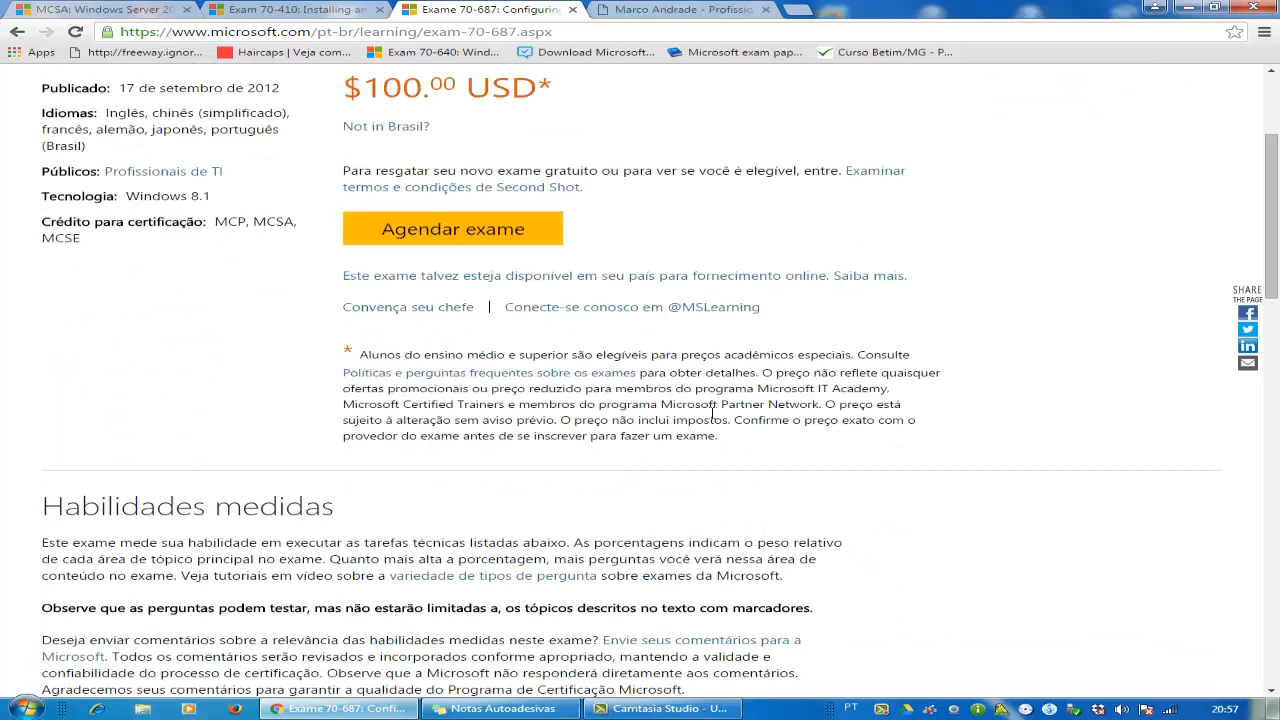 MCSA: Windows Server 20
Exam 70-410: Installing an
Exame 70-687: Configurin
Marco Andrade - Profissio
https://www.microsoft.com/pt-br/learning/exam-70-687.aspx
Apps
http://freeway.ignor...
Haircaps | Veja com...
Exam 70-640: Wind...
Download Microsoft...
Microsoft exam pap...
Curso Betim/MG - P...
Publicado: 17 de setembro de 2012
Idiomas: Inglês, chinês (simplificado),
francês, alemão, japonês, português
(Brasil)
Públicos: Profissionais de TI
Tecnologia: Windows 8.1
Crédito para certificação: MCP, MCSA,
MCSE
$100.00 USD*
Not in Brasil?
Para resgatar seu novo exame gratuito ou para ver se você é elegível, entre. Examinar
termos e condições de Second Shot.
Agendar exame
Este exame talvez esteja disponível em seu país para fornecimento online. Saiba mais.
Convença seu chefe | Conecte-se conosco em @MSLearning
* Alunos do ensino médio e superior são elegíveis para preços acadêmicos especiais. Consulte
Políticas e perguntas frequentes sobre os exames para obter detalhes. O preço não reflete quaisquer
ofertas promocionais ou preço reduzido para membros do programa Microsoft IT Academy,
Microsoft Certified Trainers e membros do programa Microsoft Partner Network. O preço está
sujeito à alteração sem aviso prévio. O preço não inclui impostos. Confirme o preço exato com o
provedor do exame antes de se inscrever para fazer um exame.
SHARE
THE PAGE
Habilidades medidas
Este exame mede sua habilidade em executar as tarefas técnicas listadas abaixo. As porcentagens indicam o peso relativo
de cada área de tópico principal no exame. Quanto mais alta a porcentagem, mais perguntas você verá nessa área de
conteúdo no exame. Veja tutoriais em vídeo sobre a variedade de tipos de pergunta sobre exames da Microsoft.
Observe que as perguntas podem testar, mas não estarão limitadas a, os tópicos descritos no texto com marcadores.
Deseja enviar comentários sobre a relevância das habilidades medidas neste exame? Envie seus comentários para a
Microsoft. Todos os comentários serão revisados e incorporados conforme apropriado, mantendo a validade e
confiabilidade do processo de certificação. Observe que a Microsoft não responderá diretamente aos comentários.
Agradecemos seus comentários para garantir a qualidade do Programa de Certificação Microsoft.
Exame 70-687: Confi...
Notas Autoadesivas
Camtasia Studio - U...
PT
20:57